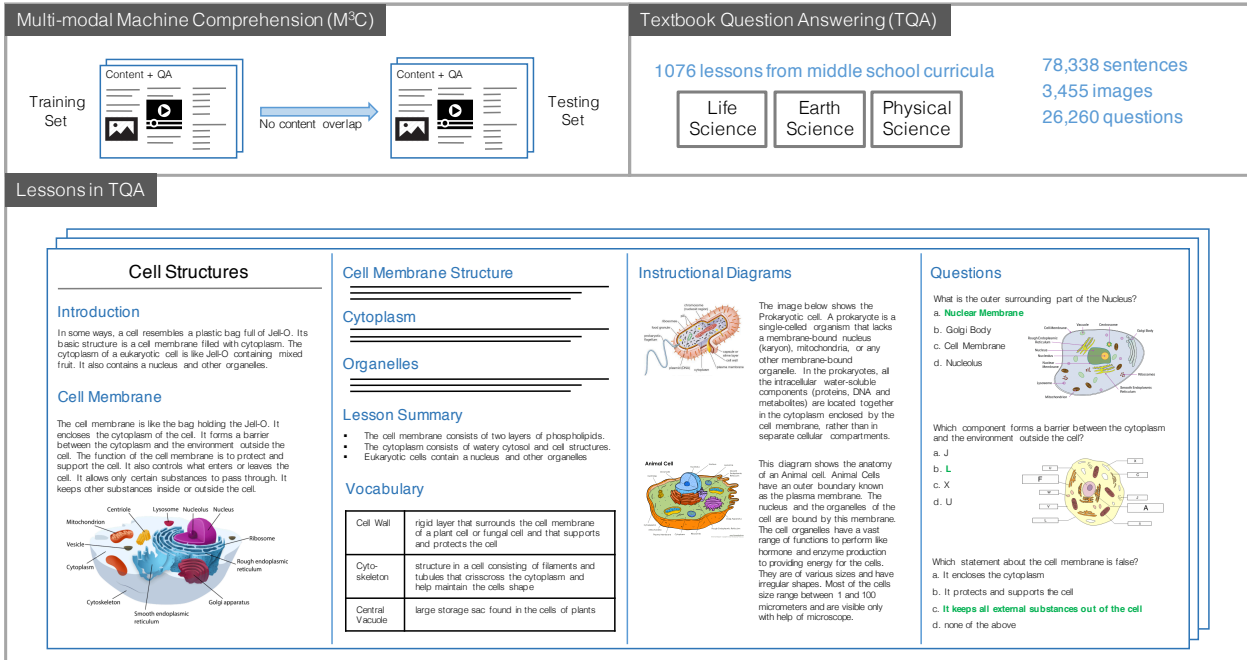 Multi-modal Machine Comprehension (M³C)
Content + QA
Content + QA
Training
Set
No content overlap
Testing
Set
Textbook Question Answering (TQA)
1076 lessons from middle school curricula
Life
Science
Earth
Science
Physical
Science
78,338 sentences
3,455 images
26,260 questions
Lessons in TQA
Cell Structures
Introduction
In some ways, a cell resembles a plastic bag full of Jell-O. Its
basic structure is a cell membrane filled with cytoplasm. The
cytoplasm of a eukaryotic cell is like Jell-O containing mixed
fruit. It also contains a nucleus and other organelles.
Cell Membrane
The cell membrane is like the bag holding the Jell-O. It
encloses the cytoplasm of the cell. It forms a barrier
between the cytoplasm and the environment outside the
cell. The function of the cell membrane is to protect and
support the cell. It also controls what enters or leaves the
cell. It allows only certain substances to pass through. It
keeps other substances inside or outside the cell.
Centriole
Lysosome
Nucleolus
Nucleus
Mitochondrion
Vesicle
Ribosome
Cytoplasm
Rough endoplasmic
reticulum
Cytoskeleton
Golgi apparatus
Smooth endoplasmic
reticulum
Cell Membrane Structure
Cytoplasm
Organelles
Lesson Summary
▪ The cell membrane consists of two layers of phospholipids.
▪ The cytoplasm consists of watery cytosol and cell structures.
▪ Eukaryotic cells contain a nucleus and other organelles
Vocabulary
Cell Wall
rigid layer that surrounds the cell membrane
of a plant cell or fungal cell and that supports
and protects the cell
Cyto-
skeleton
structure in a cell consisting of filaments and
tubules that crisscross the cytoplasm and
help maintain the cells shape
Central
Vacuole
large storage sac found in the cells of plants
Instructional Diagrams
The image below shows the
Prokaryotic cell. A prokaryote is a
single-celled organism that lacks
a membrane-bound nucleus
(karyon), mitochondria, or any
other membrane-bound
organelle. In the prokaryotes, all
the intracellular water-soluble
components (proteins, DNA and
metabolites) are located together
in the cytoplasm enclosed by the
cell membrane, rather than in
separate cellular compartments.
Animal Cell
This diagram shows the anatomy
of an Animal cell. Animal Cells
have an outer boundary known
as the plasma membrane. The
nucleus and the organelles of the
cell are bound by this membrane.
The cell organelles have a vast
range of functions to perform like
hormone and enzyme production
to providing energy for the cells.
They are of various sizes and have
irregular shapes. Most of the cells
size range between 1 and 100
micrometers and are visible only
with help of microscope.
Questions
What is the outer surrounding part of the Nucleus?
a. Nuclear Membrane
b. Golgi Body
c. Cell Membrane
d. Nucleolus
Cell Membrane
Vacuole
Centrosome
Golgi Body
Rough Endoplasmic
Reticulum
Nucleus
Nucleolus
Nuclear
Membrane
Lysosome
Mitochondrion
Ribosomes
Smooth Endoplasmic
Reticulum
Which component forms a barrier between the cytoplasm
and the environment outside the cell?
a. J
b. L
c. X
d. U
F
A
Which statement about the cell membrane is false?
a. It encloses the cytoplasm
b. It protects and supports the cell
c. It keeps all external substances out of the cell
d. none of the above